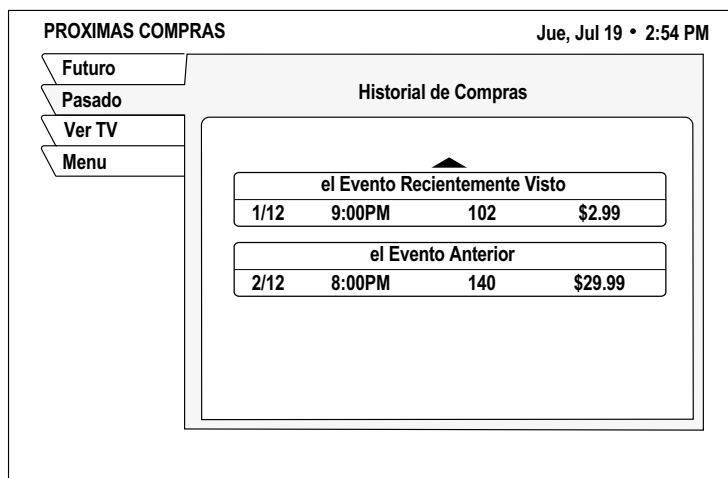 PROXIMAS COMPRAS Jue, Jul 19 • 2:54 PM
Futuro
Pasado
Ver TV
Menu
Historial de Compras
el Evento Recientemente Visto
1/12 9:00PM 102 $2.99
el Evento Anterior
2/12 8:00PM 140 $29.99